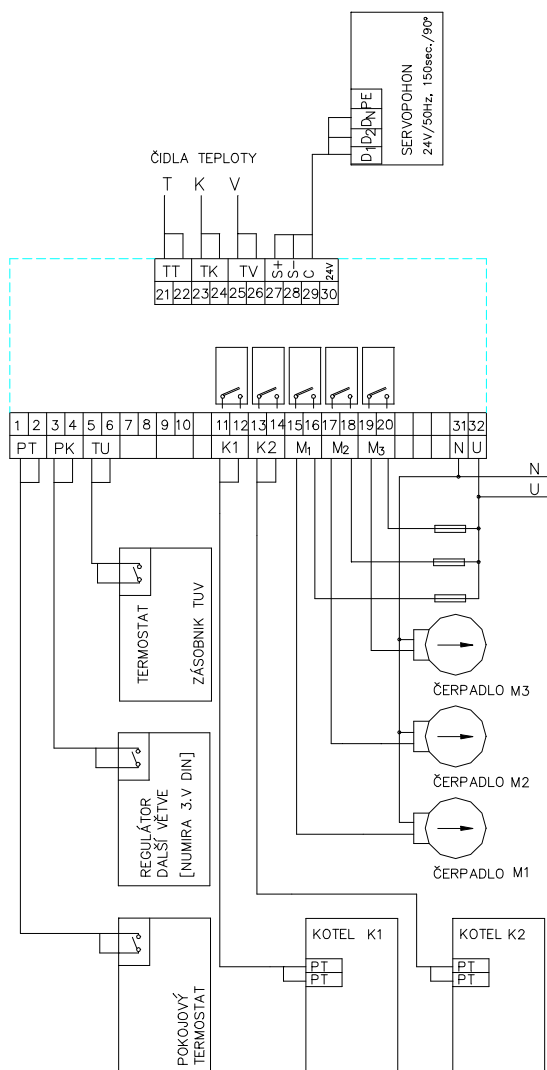 SERVOPOHON
24V/50Hz, 150sec./90°
D1 D2 DN PE
ČIDLA TEPLOTY
T K V
TT TK TV S+ S- C 24V
21 22 23 24 25 26 27 28 29 30
1 2 3 4 5 6 7 8 9 10 11 12 13 14 15 16 17 18 19 20 31 32
PT PK TU K1 K2 M1 M2 M3 N U
N
U
TERMOSTAT
ZÁSOBNIK TUV
ČERPADLO M3
REGULÁTOR
DALŠÍ VĚTVE
[NUMIRA 3.V DIN]
ČERPADLO M2
ČERPADLO M1
POKOJOVÝ
TERMOSTAT
KOTEL K1
PT
PT
KOTEL K2
PT
PT